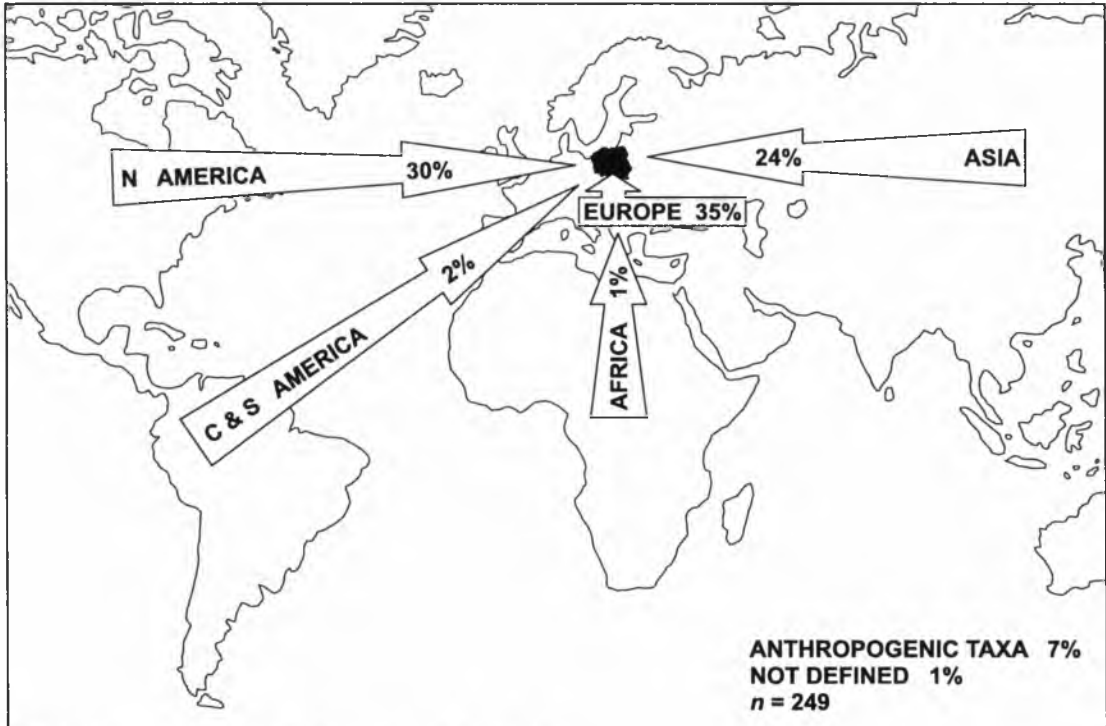 N AMERICA 30%
24% ASIA
EUROPE 35%
2%
C & S AMERICA
1%
AFRICA
ANTHROPOGENIC TAXA 7%
NOT DEFINED 1%
n = 249